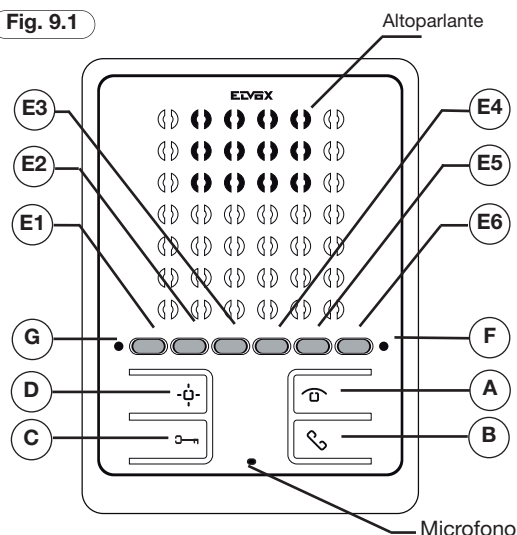 Fig. 9.1
Altoparlante
ELVOX
E3
E4
E2
E5
E1
E6
G
F
D
A
C
B
Microfono